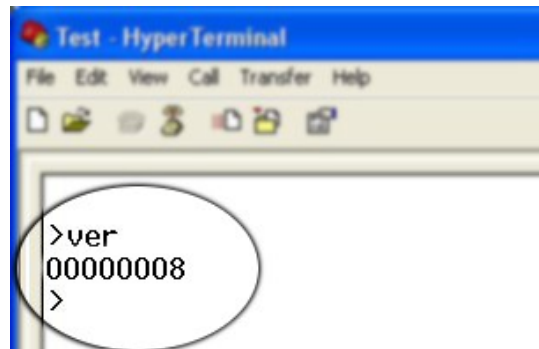 Test - HyperTerminal
File Edit View Call Transfer Help
>ver
00000008
>